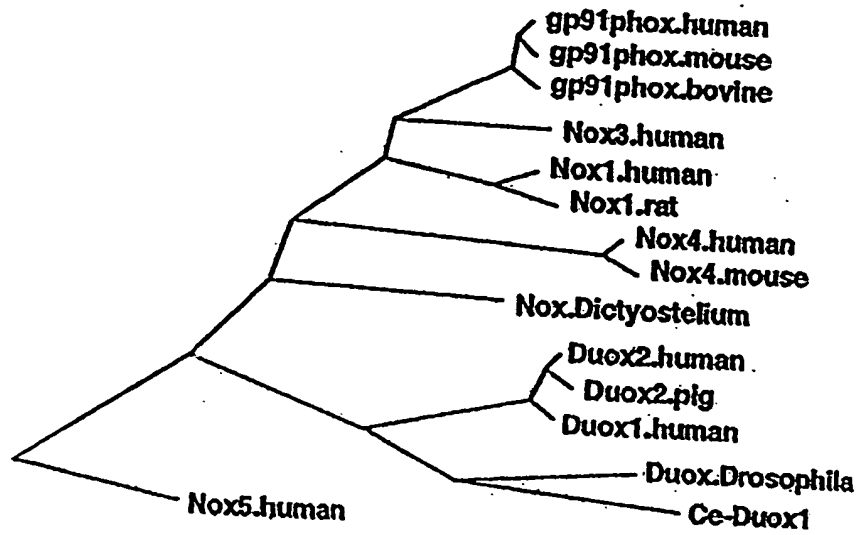 gp91phox.human
gp91phox.mouse
gp91phox.bovine
Nox3.human
Nox1.human
Nox1.rat
Nox4.human
Nox4.mouse
Nox.Dictyostelium
Duox2.human
Duox2.pig
Duox1.human
Duox.Drosophila
Ce-Duox1
Nox5.human